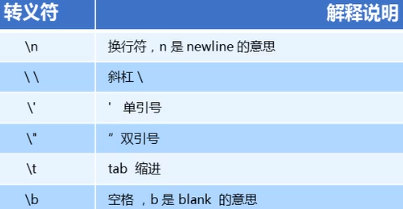 转义符 解释说明
\n 换行符，n 是 newline 的意思
\ \ 斜杠 \
\' ' 单引号
\" “ 双引号
\t tab 缩进
\b 空格 ，b 是 blank 的意思